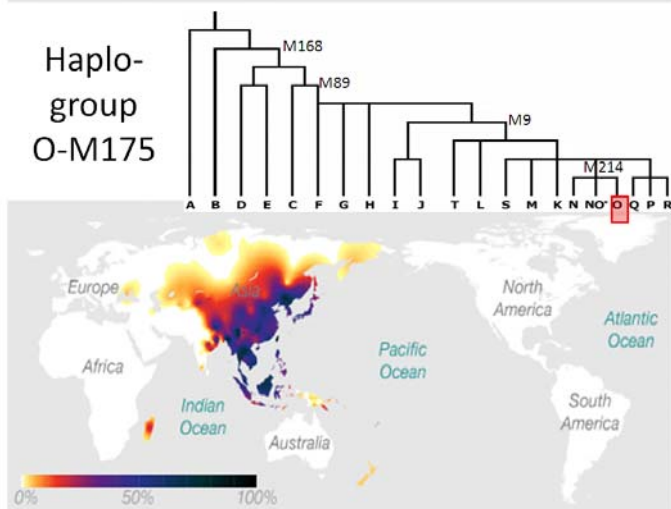 Haplo-
group
O-M175
M168
M89
M9
M214
A B D E C F G H I J T L S M K N NO* O Q P R
Europe
Asia
North
America
Atlantic
Ocean
Africa
Pacific
Ocean
Indian
Ocean
South
America
Australia
0% 50% 100%